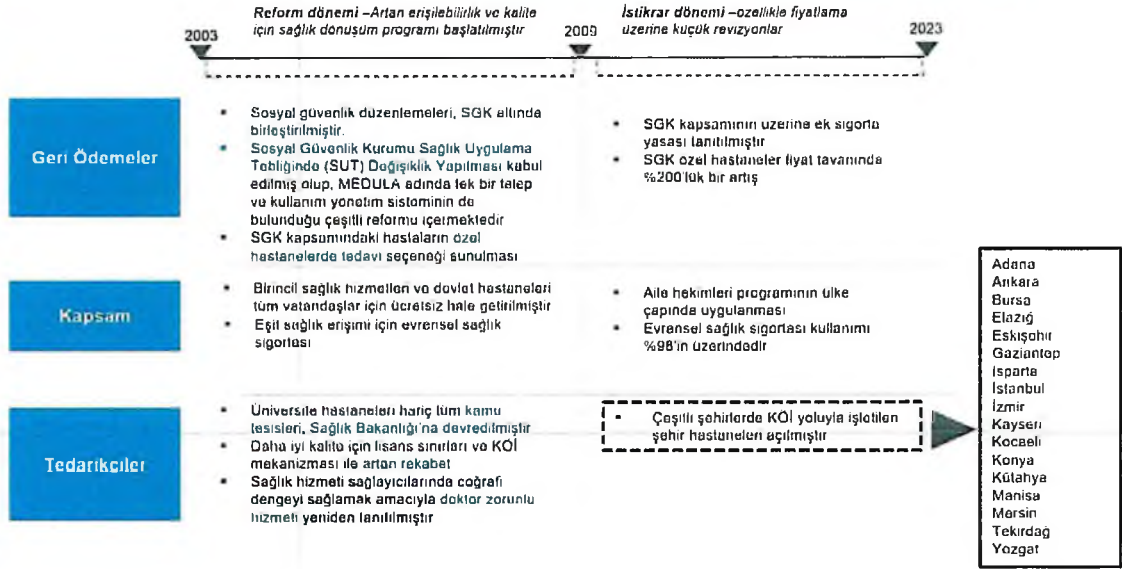 Reform dönemi –Artan erişilebilirlik ve kalite
için sağlık dönüşüm programı başlatılmıştır
İstikrar dönemi –özellikle fiyatlama
üzerine küçük revizyonlar
2003
2009
2023
Geri Ödemeler
▪ Sosyal güvenlik düzenlemeleri, SGK altında
birleştirilmiştir.
▪ Sosyal Güvenlik Kurumu Sağlık Uygulama
Tebliğinde (SUT) Değişiklik Yapılması kabul
edilmiş olup, MEDULA adında tek bir talep
ve kullanım yönetim sisteminin de
bulunduğu çeşitli reformu içermektedir
▪ SGK kapsamındaki hastaların özel
hastanelerde tedavi seçeneği sunulması
▪ SGK kapsamının üzerine ek sigorta
yasası tanıtılmıştır
▪ SGK özel hastaneler fiyat tavanında
%200'lük bir artış
Kapsam
▪ Birincil sağlık hizmetleri ve devlet hastaneleri
tüm vatandaşlar için ücretsiz hale getirilmiştir
▪ Eşit sağlık erişimi için evrensel sağlık
sigortası
▪ Aile hekimleri programının ülke
çapında uygulanması
▪ Evrensel sağlık sigortası kullanımı
%98'in üzerindedir
Tedarikçiler
▪ Üniversite hastaneleri hariç tüm kamu
tesisleri, Sağlık Bakanlığı'na devredilmiştir
▪ Daha iyi kalite için lisans sınırları ve KÖİ
mekanizması ile artan rekabet
▪ Sağlık hizmeti sağlayıcılarında coğrafi
dengeyi sağlamak amacıyla doktor zorunlu
hizmeti yeniden tanıtılmıştır
▪ Çeşitli şehirlerde KÖİ yoluyla işletilen
şehir hastaneleri açılmıştır
Adana
Ankara
Bursa
Elazığ
Eskişehir
Gaziantep
Isparta
İstanbul
İzmir
Kayseri
Kocaeli
Konya
Kütahya
Manisa
Mersin
Tekirdağ
Yozgat